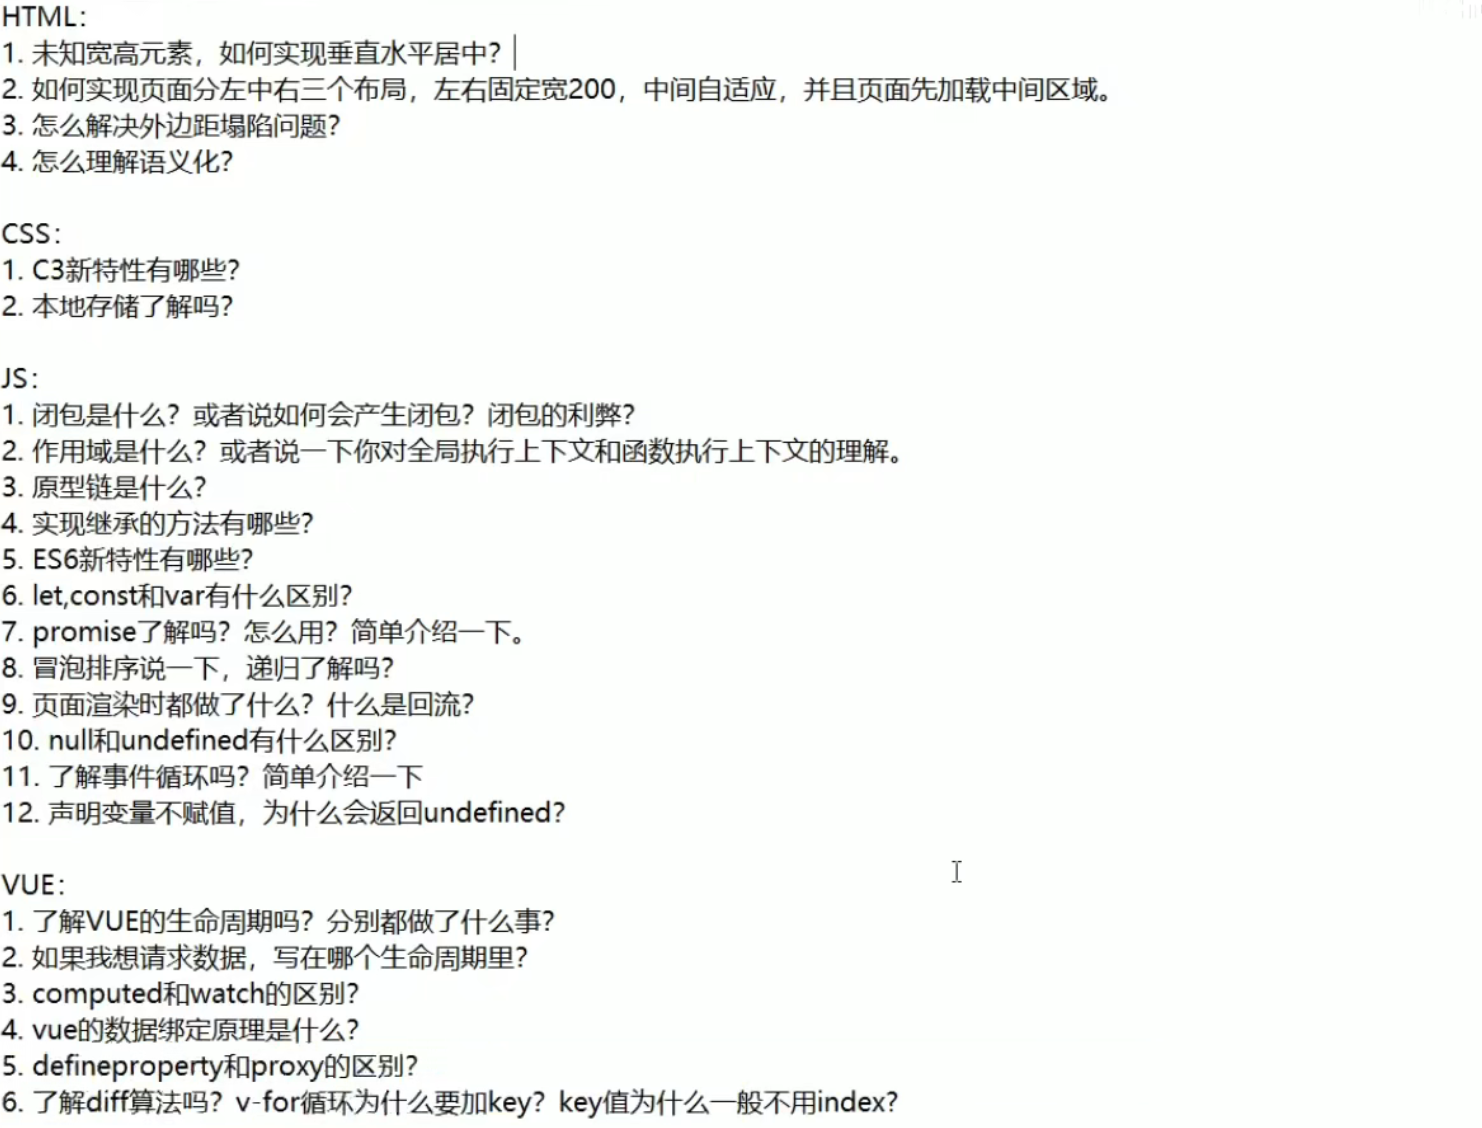 HTML：
1. 未知宽高元素，如何实现垂直水平居中？
2. 如何实现页面分左中右三个布局，左右固定宽200，中间自适应，并且页面先加载中间区域。
3. 怎么解决外边距塌陷问题？
4. 怎么理解语义化？
CSS：
1. C3新特性有哪些？
2. 本地存储了解吗？
JS：
1. 闭包是什么？或者说如何会产生闭包？闭包的利弊？
2. 作用域是什么？或者说一下你对全局执行上下文和函数执行上下文的理解。
3. 原型链是什么？
4. 实现继承的方法有哪些？
5. ES6新特性有哪些？
6. let,const和var有什么区别？
7. promise了解吗？怎么用？简单介绍一下。
8. 冒泡排序说一下，递归了解吗？
9. 页面渲染时都做了什么？什么是回流？
10. null和undefined有什么区别？
11. 了解事件循环吗？简单介绍一下
12. 声明变量不赋值，为什么会返回undefined？
VUE：
1. 了解VUE的生命周期吗？分别都做了什么事？
2. 如果我想请求数据，写在哪个生命周期里？
3. computed和watch的区别？
4. vue的数据绑定原理是什么？
5. defineproperty和proxy的区别？
6. 了解diff算法吗？v-for循环为什么要加key？key值为什么一般不用index？